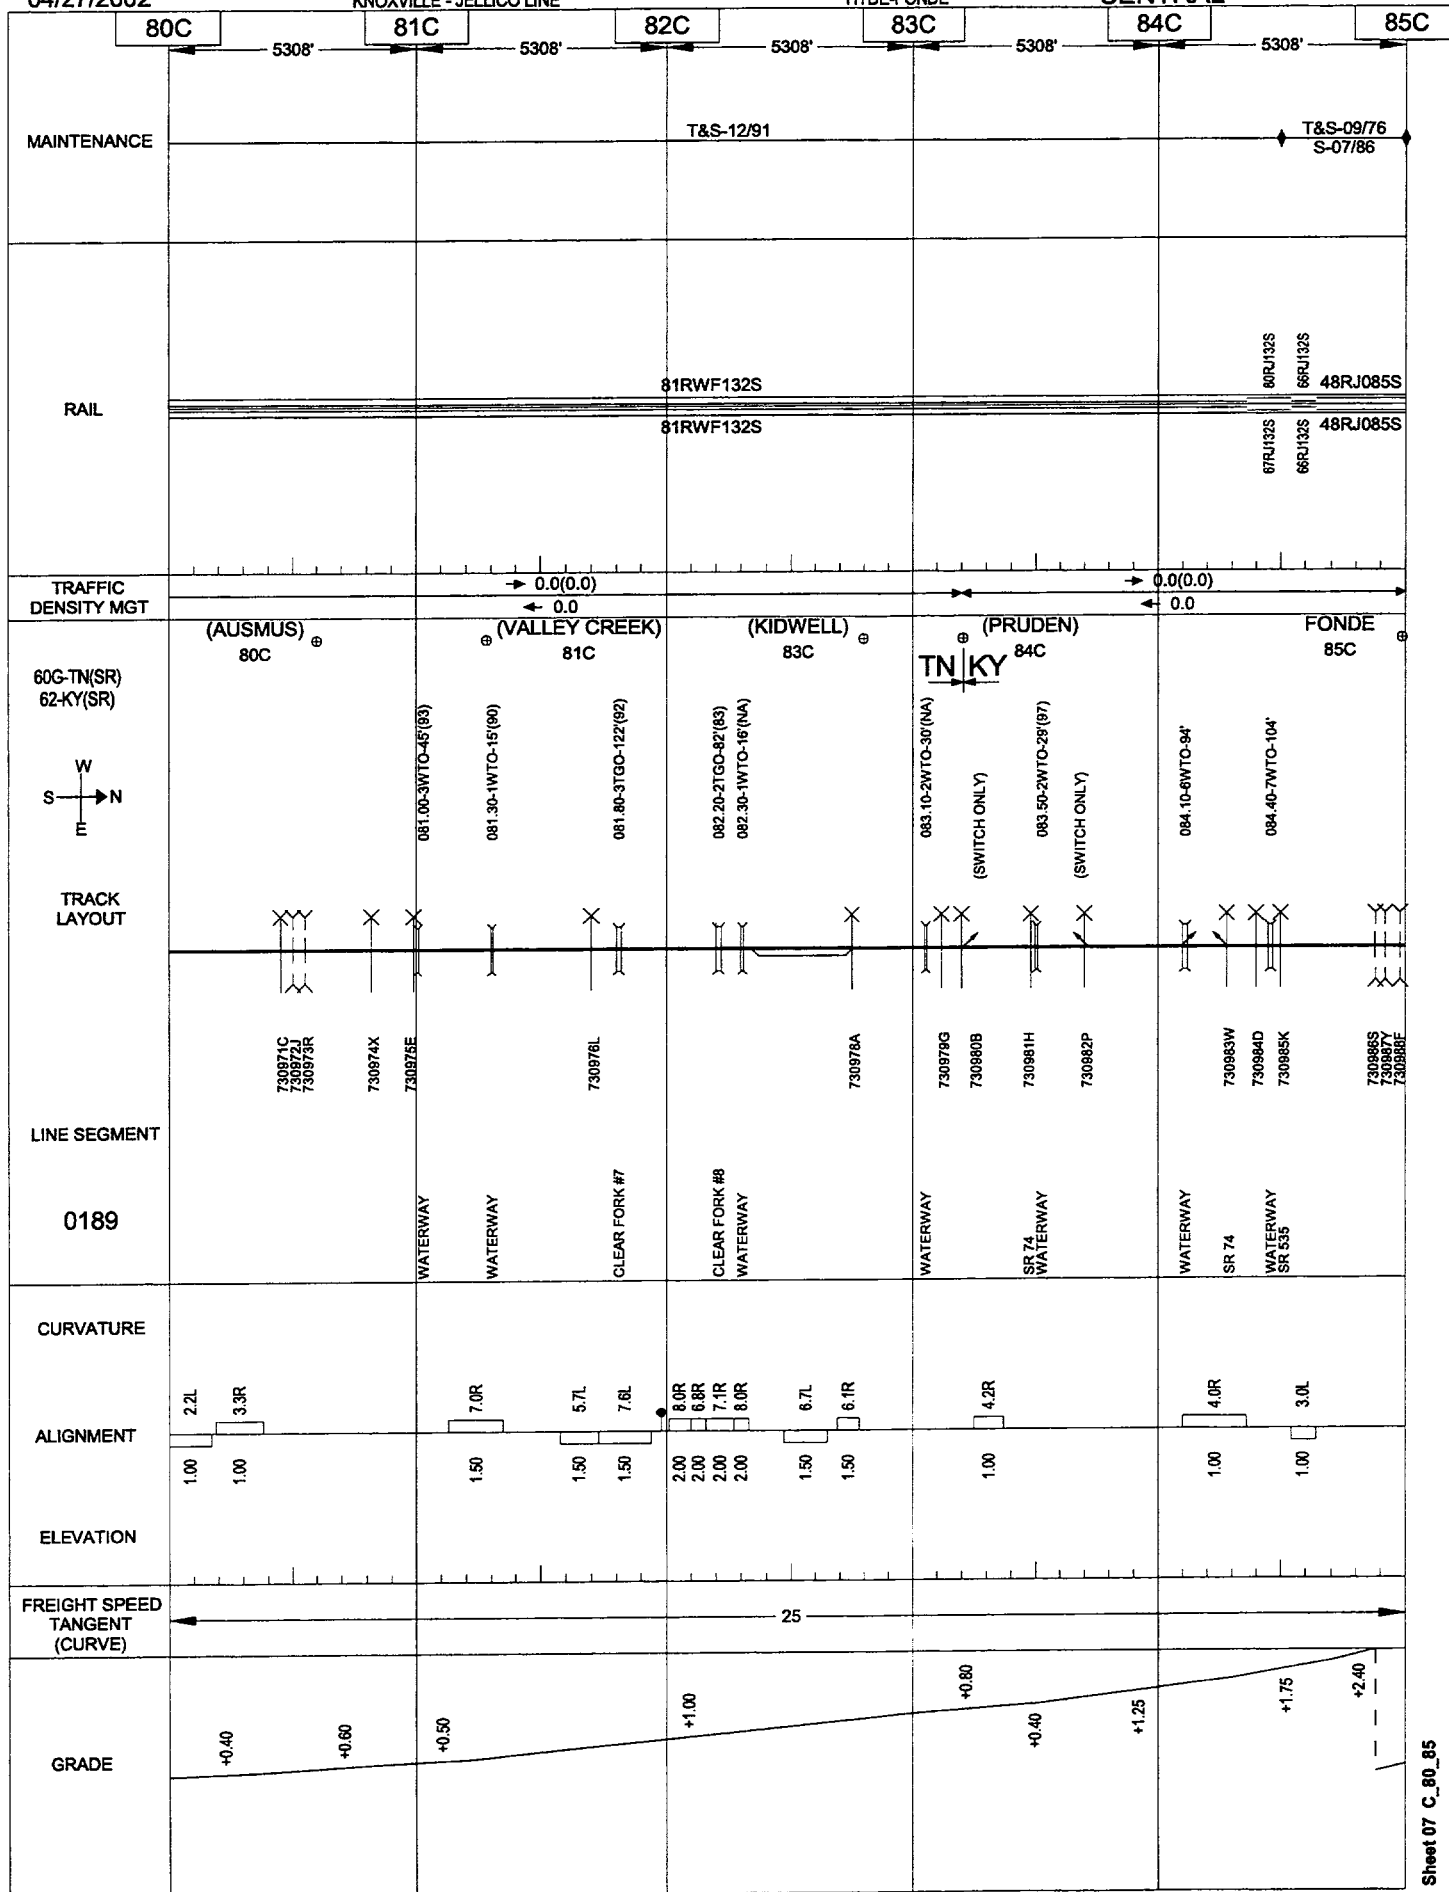 04/27/2002
KNOXVILLE - JELLICO LINE
CENTRAL
80C 81C 82C 83C 84C 85C
5308' 5308' 5308' 5308' 5308'
MAINTENANCE
T&S-12/91
T&S-09/76
S-07/86
RAIL
81RWF132S
81RWF132S
80RJ132S
66RJ132S
48RJ085S
67RJ132S
66RJ132S
48RJ085S
TRAFFIC
DENSITY MGT
0.0(0.0)
0.0
0.0(0.0)
0.0
(AUSMUS)
80C
(VALLEY CREEK)
81C
(KIDWELL)
83C
(PRUDEN)
84C
FONDE
85C
TN KY
60G-TN(SR)
62-KY(SR)
W
S N
E
081.00-3WTO-45'(93)
081.30-1WTO-15'(90)
081.80-3TGO-122'(92)
082.20-2TGO-82'(83)
082.30-1WTO-16'(NA)
083.10-2WTO-30'(NA)
(SWITCH ONLY)
083.50-2WTO-29'(97)
(SWITCH ONLY)
084.10-6WTO-94'
084.40-7WTO-104'
TRACK
LAYOUT
730971C
730972J
730973R
730974X
730975E
730976L
730978A
730979G
730980B
730981H
730982P
730983W
730984D
730985K
730986S
730987Y
730988F
LINE SEGMENT
0189
WATERWAY
WATERWAY
CLEAR FORK #7
CLEAR FORK #8
WATERWAY
WATERWAY
SR 74
WATERWAY
WATERWAY
SR 74
WATERWAY
SR 535
CURVATURE
2.2L
3.3R
7.0R
5.7L
7.6L
8.0R
6.8R
7.1R
8.0R
6.7L
6.1R
4.2R
4.0R
3.0L
ALIGNMENT
1.00
1.00
1.50
1.50
1.50
2.00
2.00
2.00
2.00
1.50
1.50
1.00
1.00
1.00
ELEVATION
FREIGHT SPEED
TANGENT
(CURVE)
25
GRADE
+0.40
+0.60
+0.50
+1.00
+0.80
+0.40
+1.25
+1.75
+2.40
Sheet 07 C_80_85